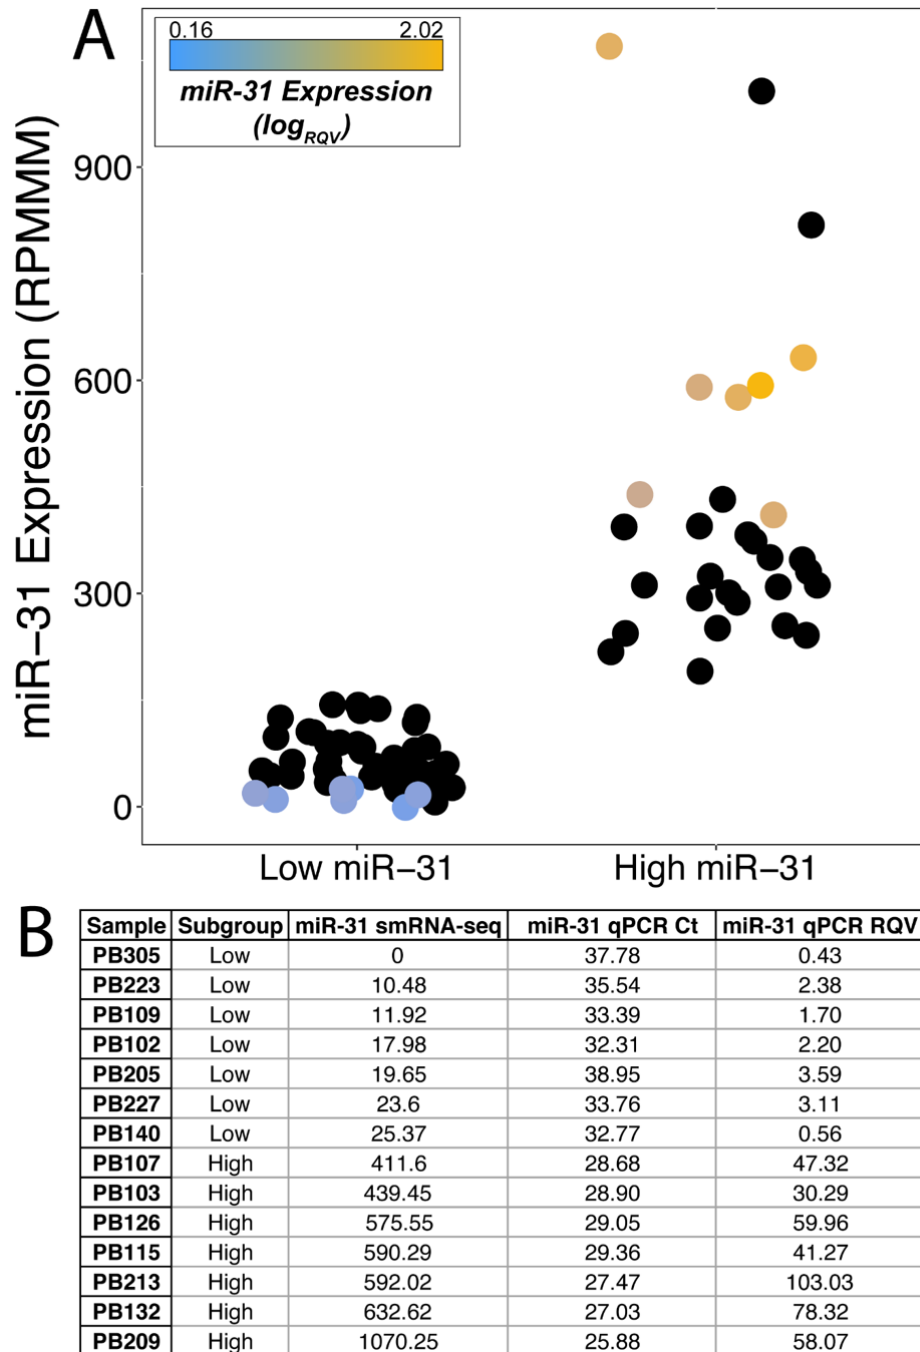 A
0.16 2.02
miR-31 Expression
(logRQV)
miR−31 Expression (RPMMM)
900
600
300
0
Low miR−31 High miR−31
B
Sample Subgroup miR-31 smRNA-seq miR-31 qPCR Ct miR-31 qPCR RQV
PB305 Low 0 37.78 0.43
PB223 Low 10.48 35.54 2.38
PB109 Low 11.92 33.39 1.70
PB102 Low 17.98 32.31 2.20
PB205 Low 19.65 38.95 3.59
PB227 Low 23.6 33.76 3.11
PB140 Low 25.37 32.77 0.56
PB107 High 411.6 28.68 47.32
PB103 High 439.45 28.90 30.29
PB126 High 575.55 29.05 59.96
PB115 High 590.29 29.36 41.27
PB213 High 592.02 27.47 103.03
PB132 High 632.62 27.03 78.32
PB209 High 1070.25 25.88 58.07